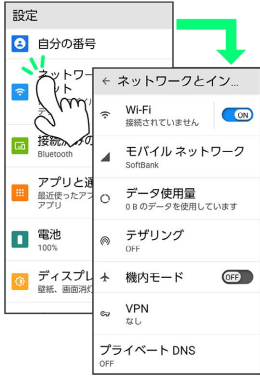 設定
自分の番号
ネットワー
接続済みの
Bluetooth
アプリと通
最近使ったアプ
アプリ
電池
100%
ディスプレ
壁紙、画面消灯
← ネットワークとイン...
Wi-Fi
接続されていません
ON
モバイル ネットワーク
SoftBank
データ使用量
0 B のデータを使用しています
テザリング
OFF
機内モード
OFF
VPN
なし
プライベート DNS
OFF